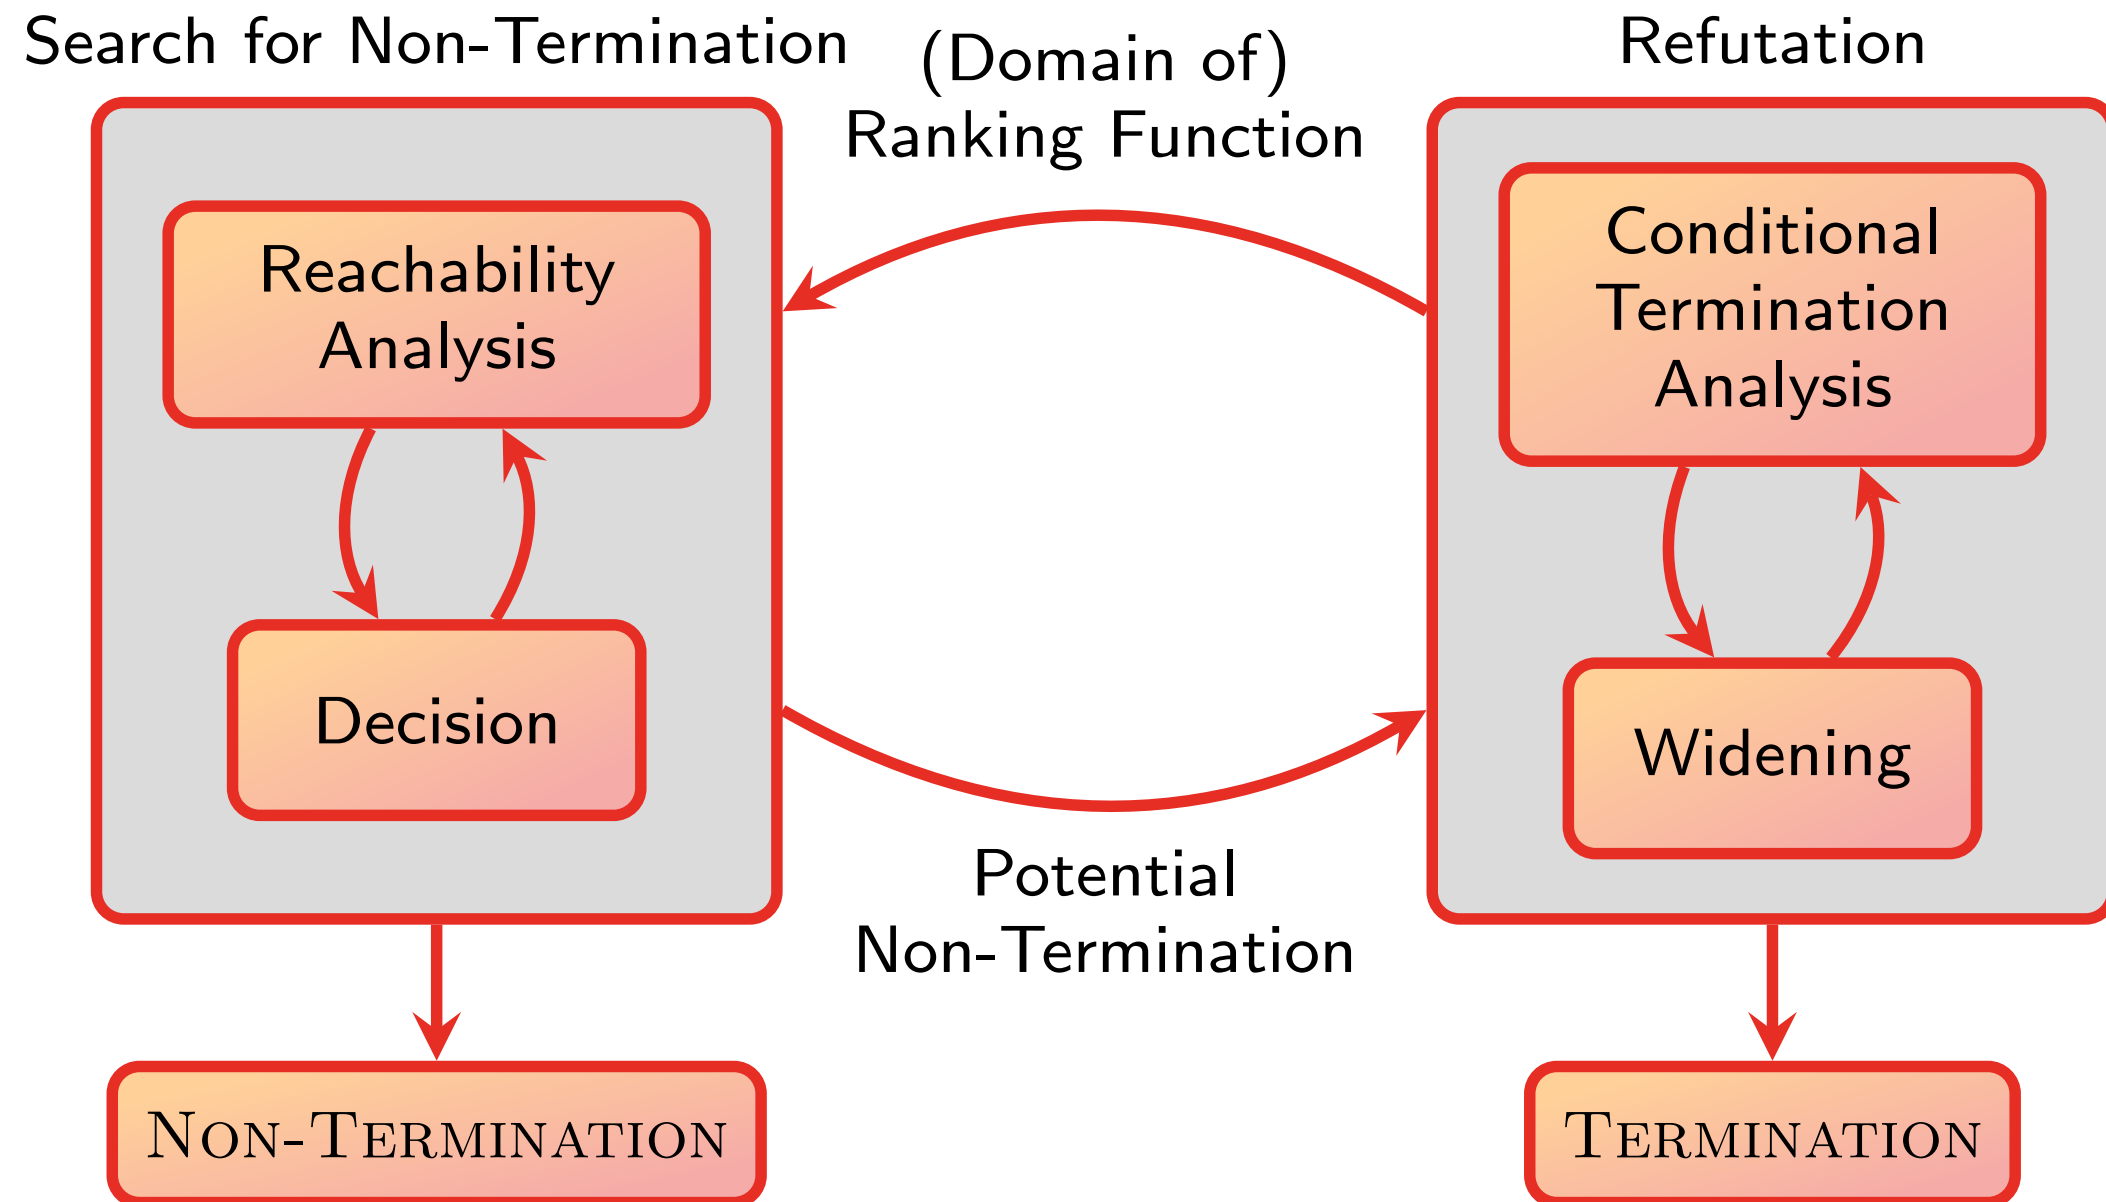 Search for Non-Termination
Reachability
Analysis
Decision
NON-TERMINATION
(Domain of)
Ranking Function
Potential
Non-Termination
Refutation
Conditional
Termination
Analysis
Widening
TERMINATION